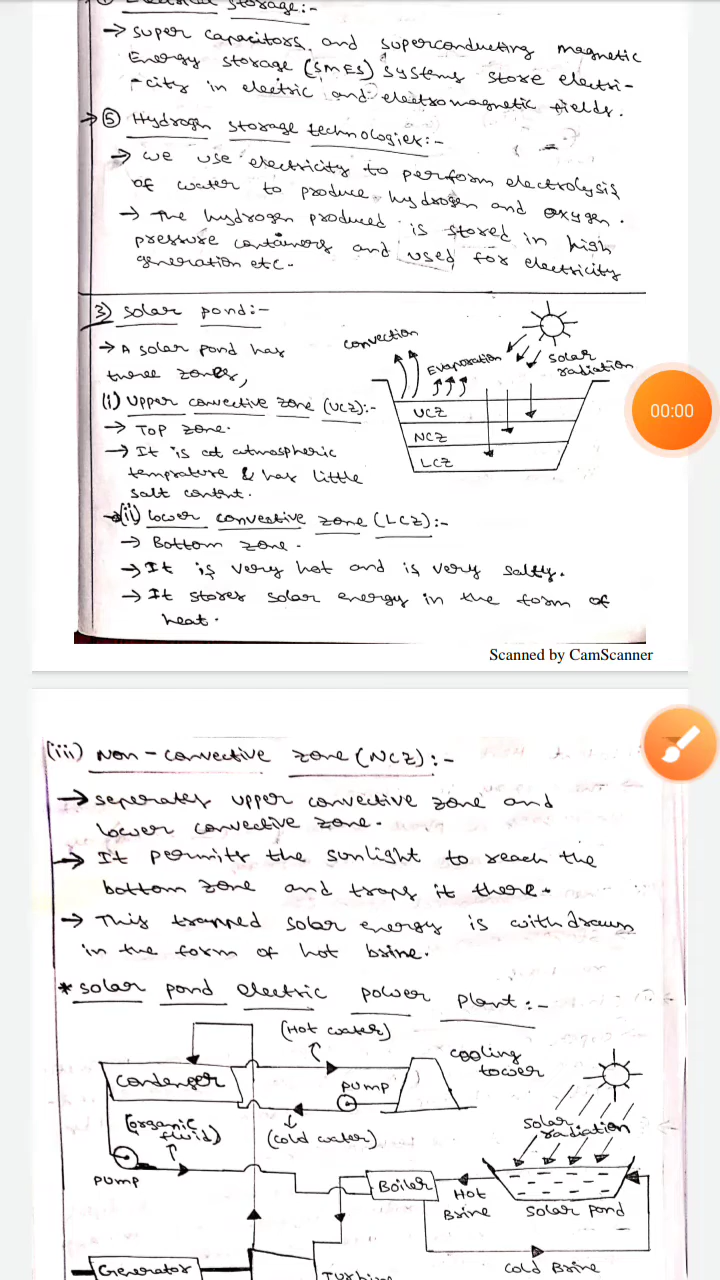 storage:-
→ super capacitors, and superconducting magnetic
Energy storage (SMES) systems store electri-
-city in electric and electromagnetic fields.
→ ⑤ Hydrogen storage technologies:-
→ we use electricity to perform electrolysis
of water to produce hydrogen and oxygen.
→ The hydrogen produced is stored in high
pressure containers and used for electricity
generation etc.
3) solar pond:-
→ A solar pond has
three zones,
(i) Upper convective zone (UCZ):-
→ Top zone.
→ It is at atmospheric
temprature & has little
salt content.
convection
Evaporation
solar
radiation
UCZ
NCZ
LCZ
00:00
→(ii) lower convective zone (LCZ):-
→ Bottom zone.
→ It is very hot and is very salty.
→ It stores solar energy in the form of
heat.
Scanned by CamScanner
(iii) Non-convective zone (NCZ):-
→ seperates upper convective zone and
lower convective zone.
→ It permits the sunlight to reach the
bottom zone and traps it there.
→ This trapped solar energy is withdrawn
in the form of hot brine.
* solar pond electric power plant:-
(Hot water)
cooling
tower
condenser
pump
(organic
fluid)
(cold water)
solar
radiation
pump
Boiler
Hot
Brine
solar pond
Generator
cold Brine